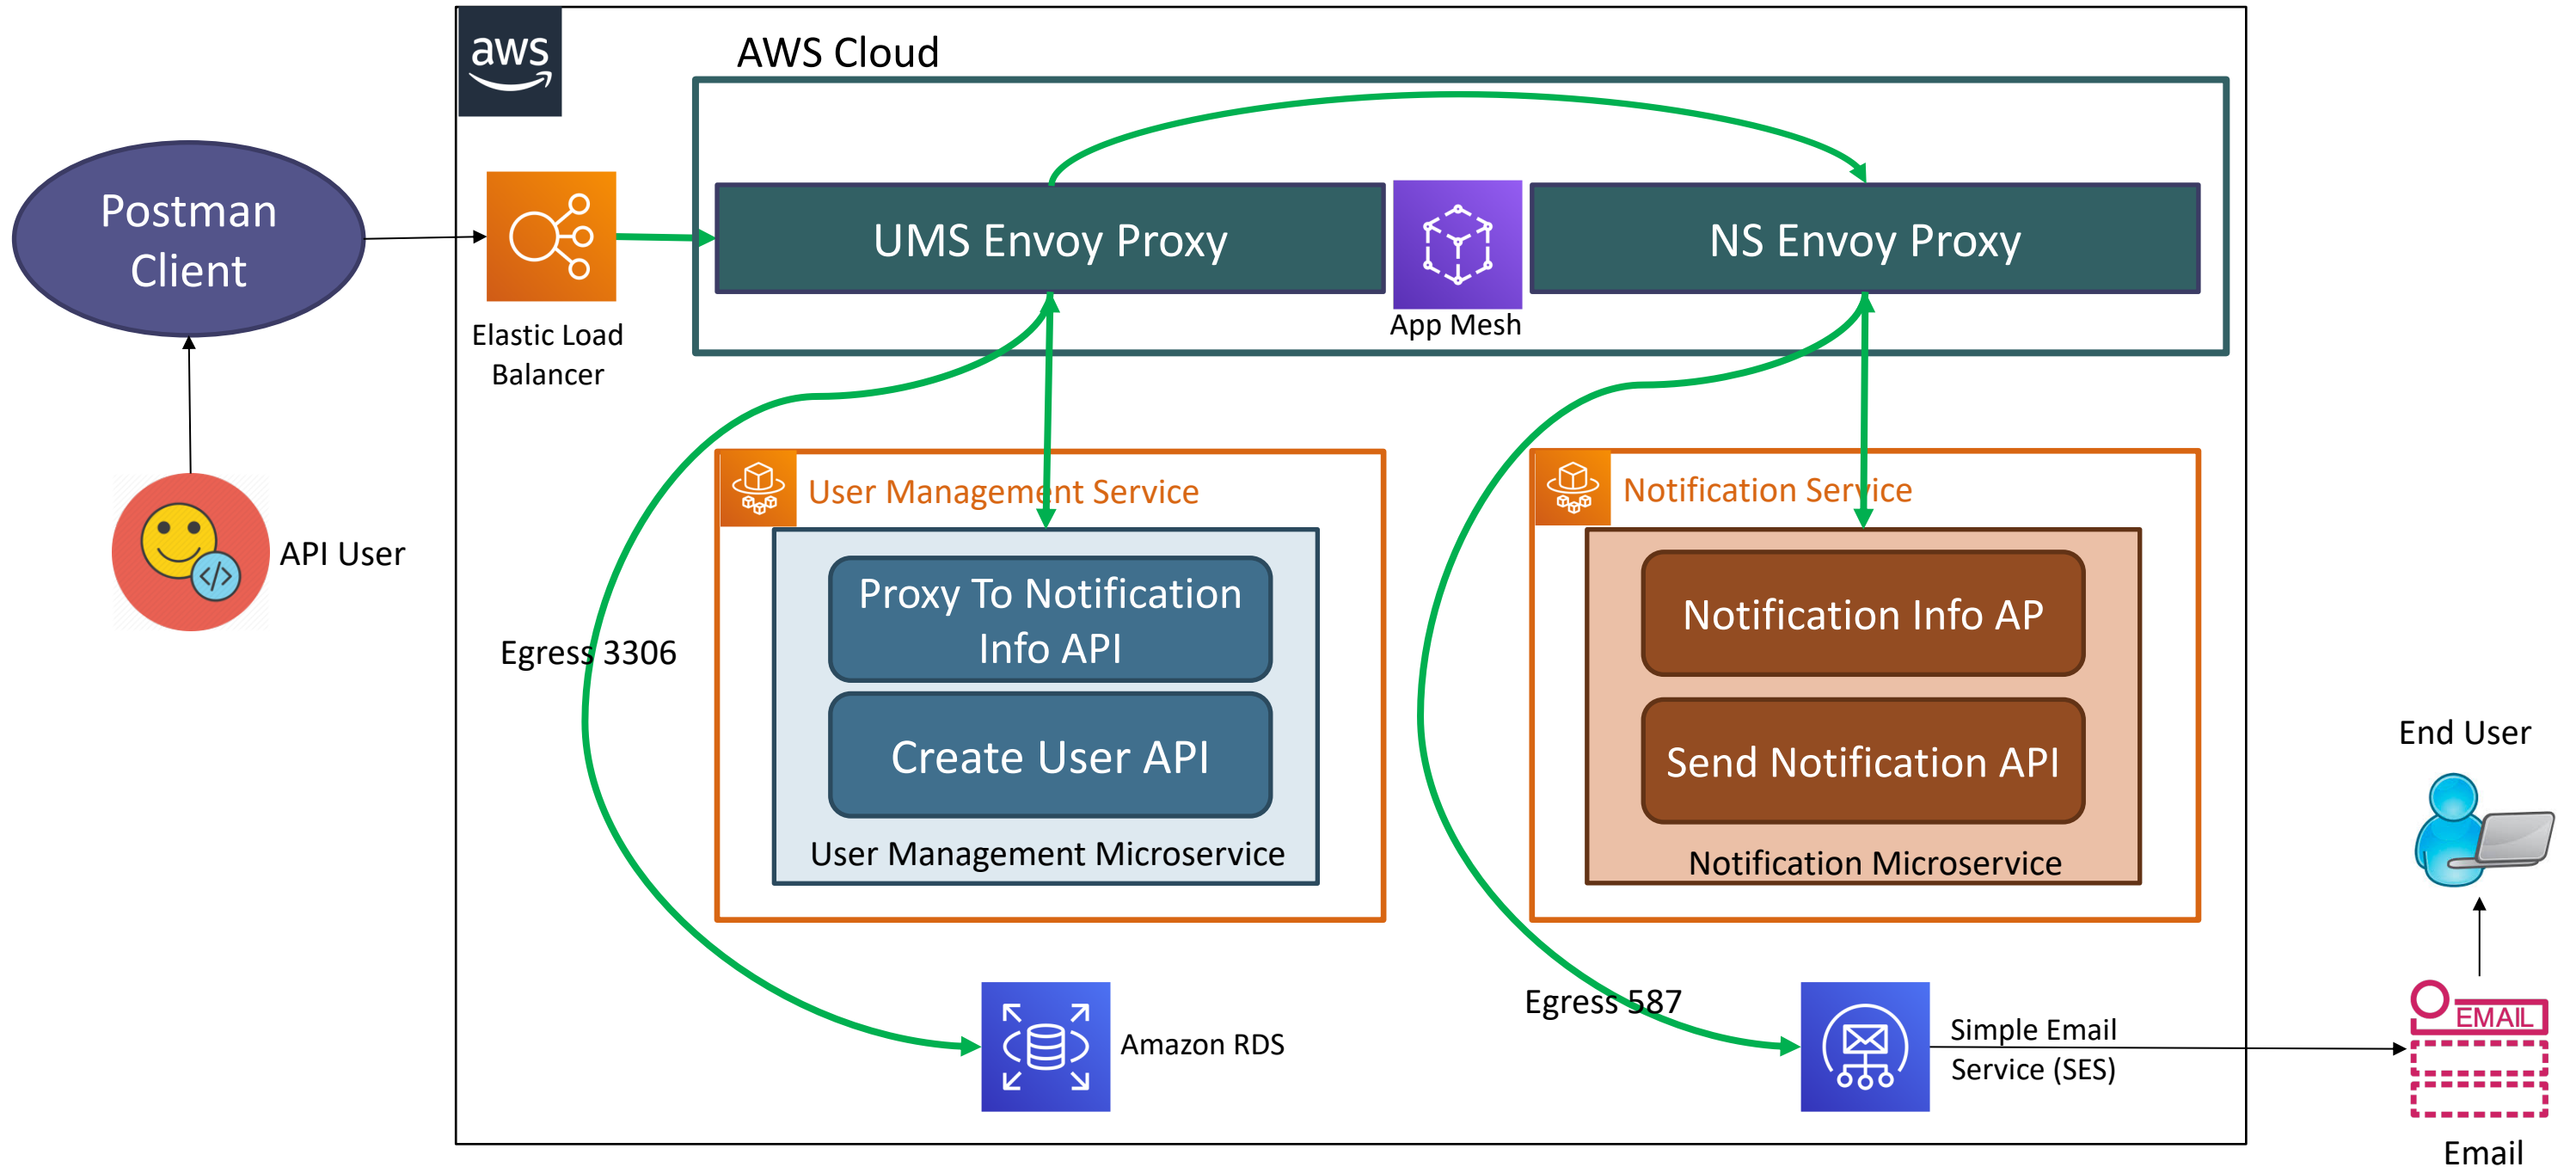 aws
AWS Cloud
Postman
Client
UMS Envoy Proxy
NS Envoy Proxy
App Mesh
Elastic Load
Balancer
API User
User Management Service
Notification Service
Proxy To Notification
Info API
Create User API
User Management Microservice
Notification Info AP
Send Notification API
Notification Microservice
Egress 3306
Egress 587
Amazon RDS
Simple Email
Service (SES)
End User
EMAIL
Email